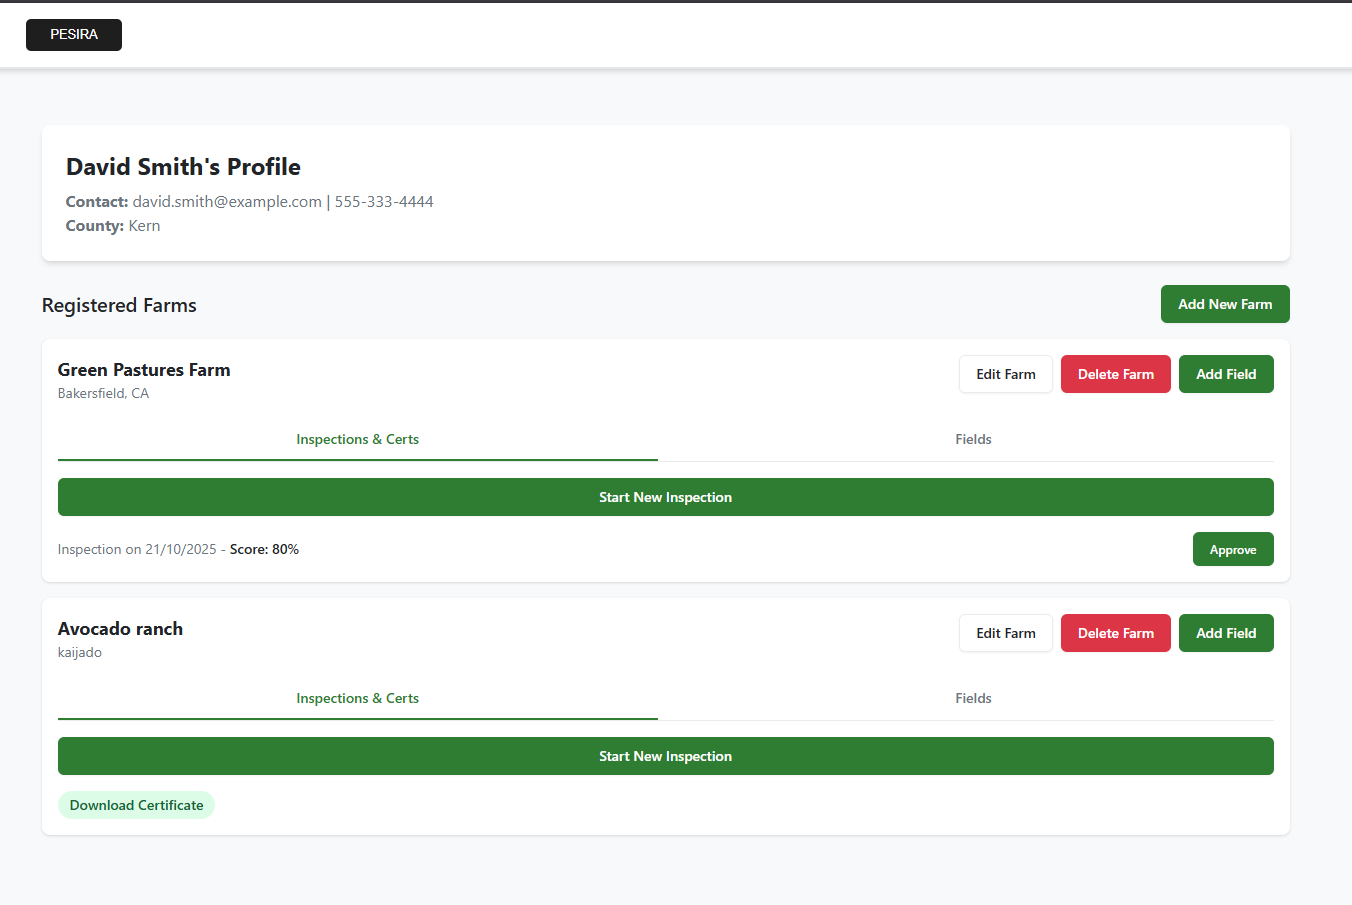 PESIRA
David Smith's Profile
Contact: david.smith@example.com | 555-333-4444
County: Kern
Registered Farms
Add New Farm
Green Pastures Farm
Bakersfield, CA
Edit Farm
Delete Farm
Add Field
Inspections & Certs
Fields
Start New Inspection
Inspection on 21/10/2025 - Score: 80%
Approve
Avocado ranch
kaijado
Edit Farm
Delete Farm
Add Field
Inspections & Certs
Fields
Start New Inspection
Download Certificate